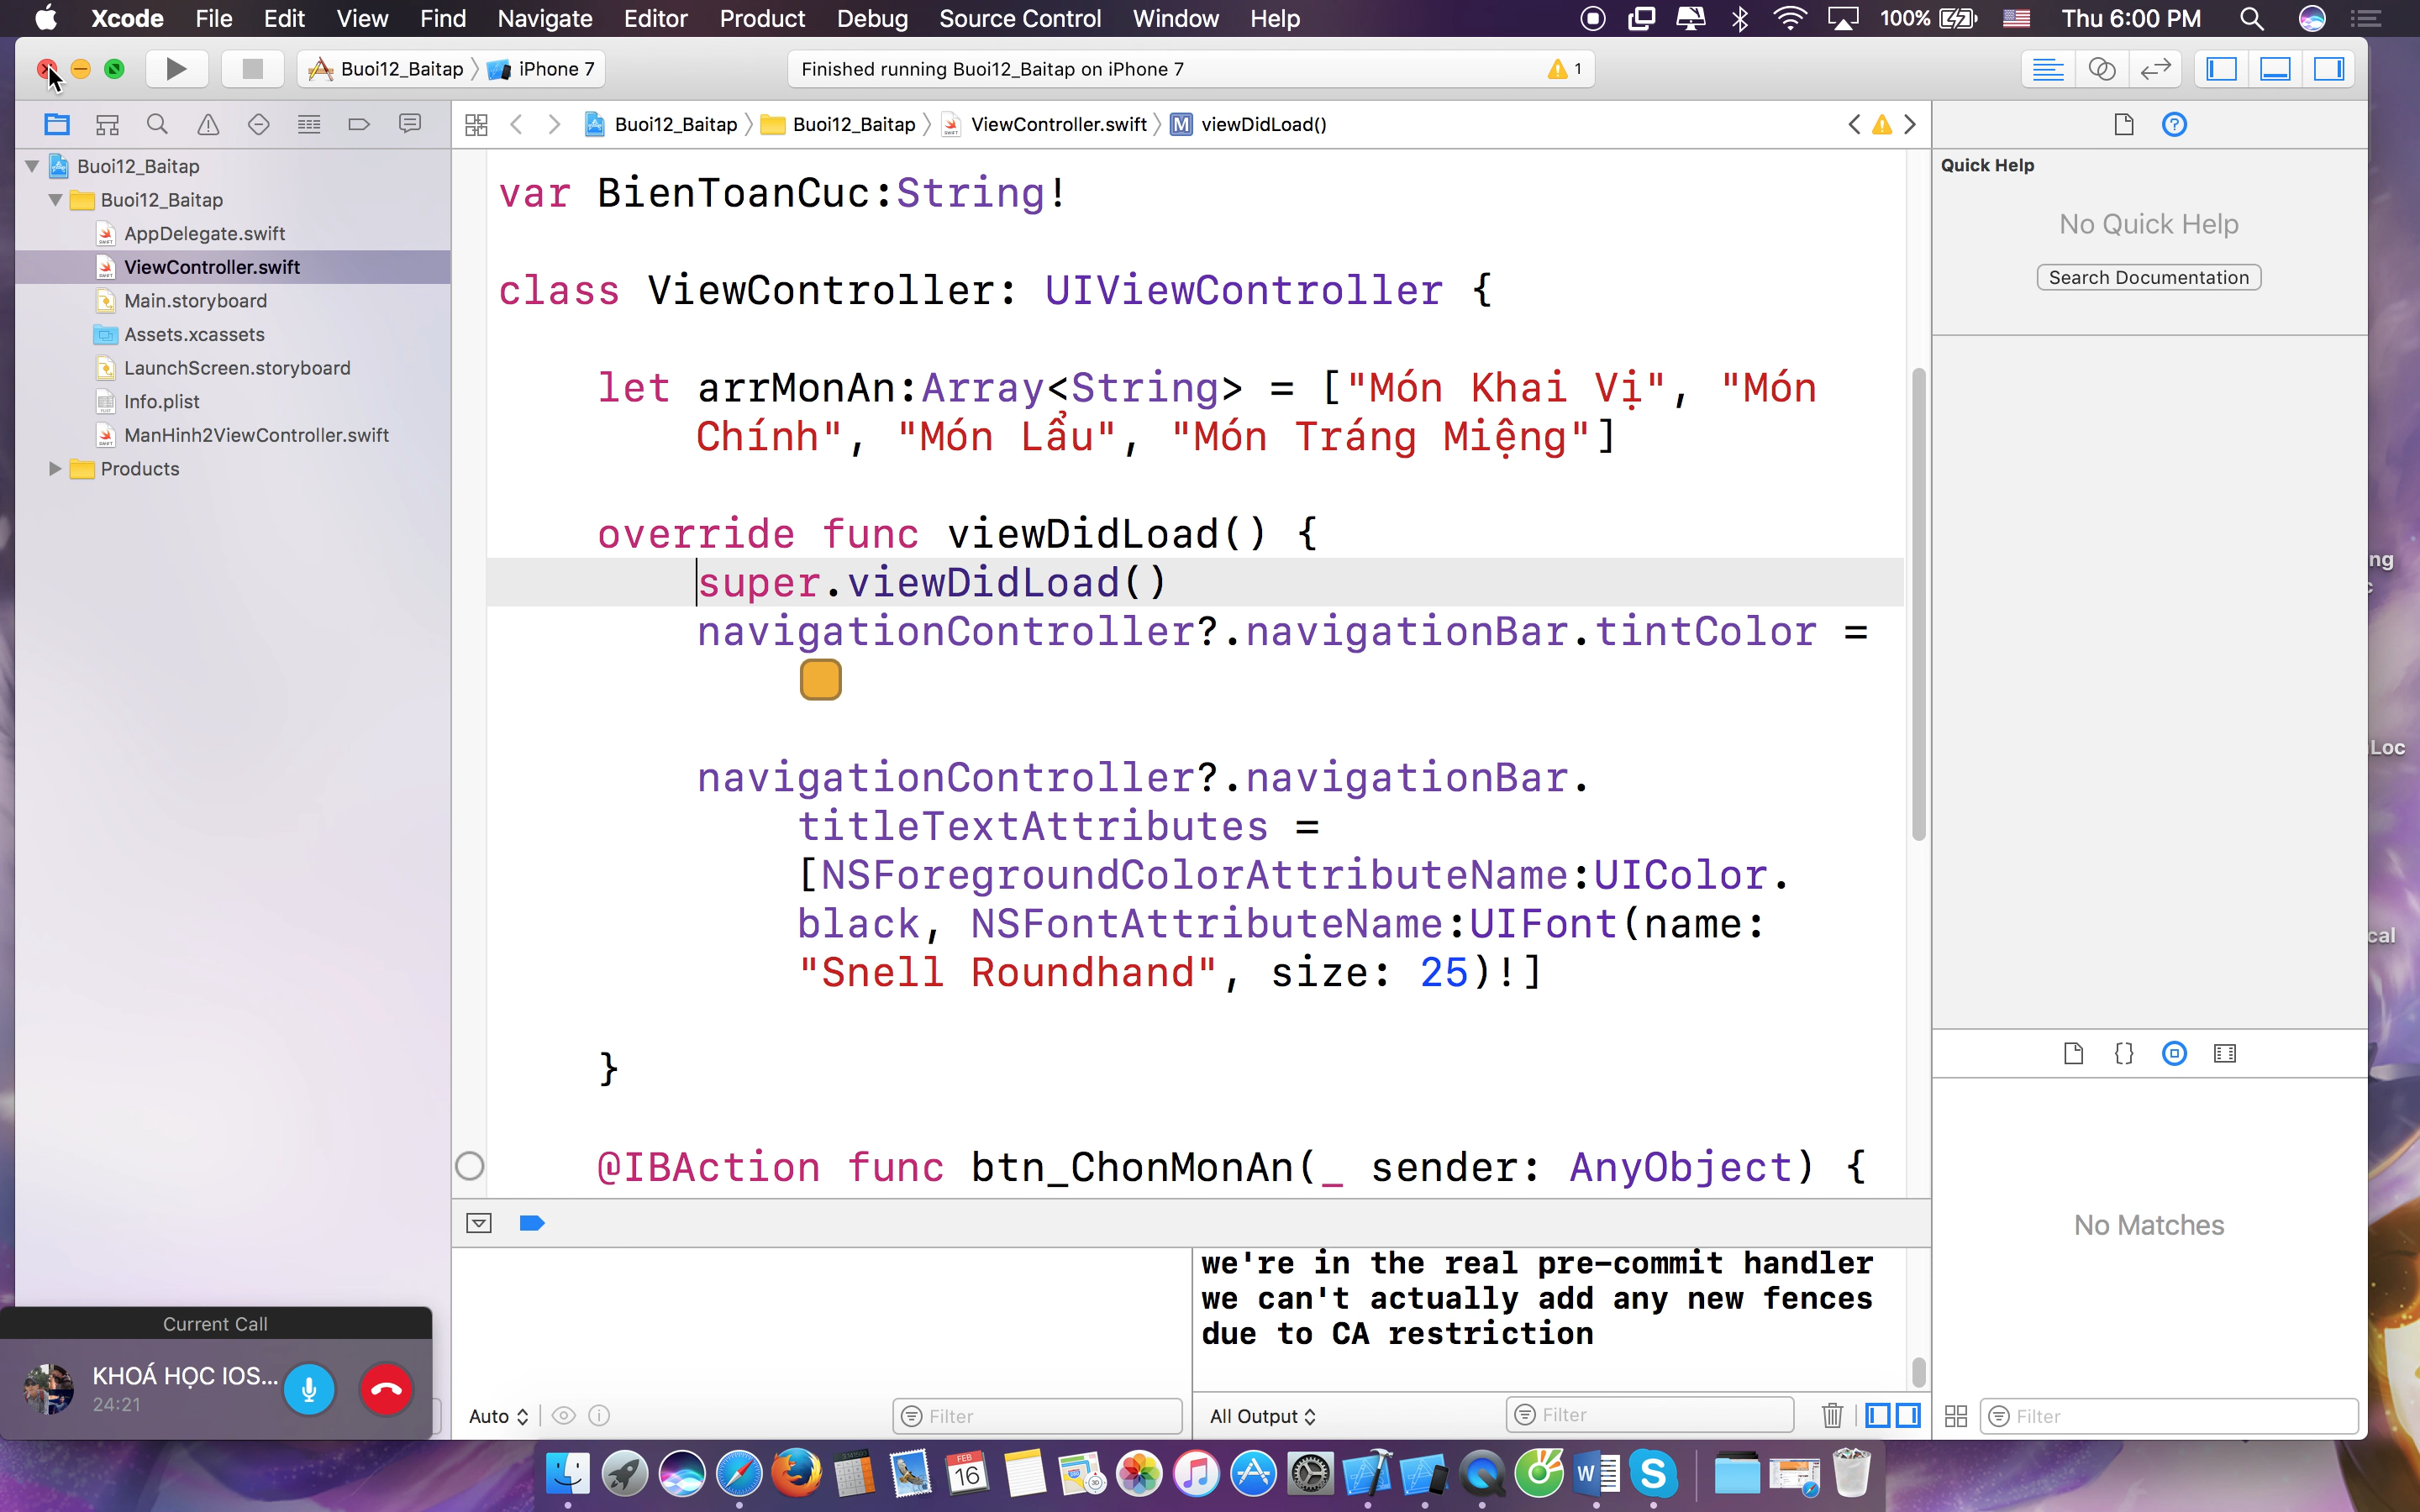 Xcode File Edit View Find Navigate Editor Product Debug Source Control Window Help 100% Thu 6:00 PM
Buoi12_Baitap iPhone 7 Finished running Buoi12_Baitap on iPhone 7 1
Buoi12_Baitap Buoi12_Baitap ViewController.swift M viewDidLoad()
Buoi12_Baitap
Buoi12_Baitap
AppDelegate.swift
ViewController.swift
Main.storyboard
Assets.xcassets
LaunchScreen.storyboard
Info.plist
ManHinh2ViewController.swift
Products
var BienToanCuc:String!
class ViewController: UIViewController {
let arrMonAn:Array<String> = ["Món Khai Vị", "Món
Chính", "Món Lẩu", "Món Tráng Miệng"]
override func viewDidLoad() {
super.viewDidLoad()
navigationController?.navigationBar.tintColor =
navigationController?.navigationBar.
titleTextAttributes =
[NSForegroundColorAttributeName:UIColor.
black, NSFontAttributeName:UIFont(name:
"Snell Roundhand", size: 25)!]
}
@IBAction func btn_ChonMonAn(_ sender: AnyObject) {
Quick Help
No Quick Help
Search Documentation
No Matches
Filter
we're in the real pre-commit handler
we can't actually add any new fences
due to CA restriction
Auto Filter
All Output Filter
Current Call
KHOÁ HỌC IOS...
24:21
ng
Loc
cal
FEB
16